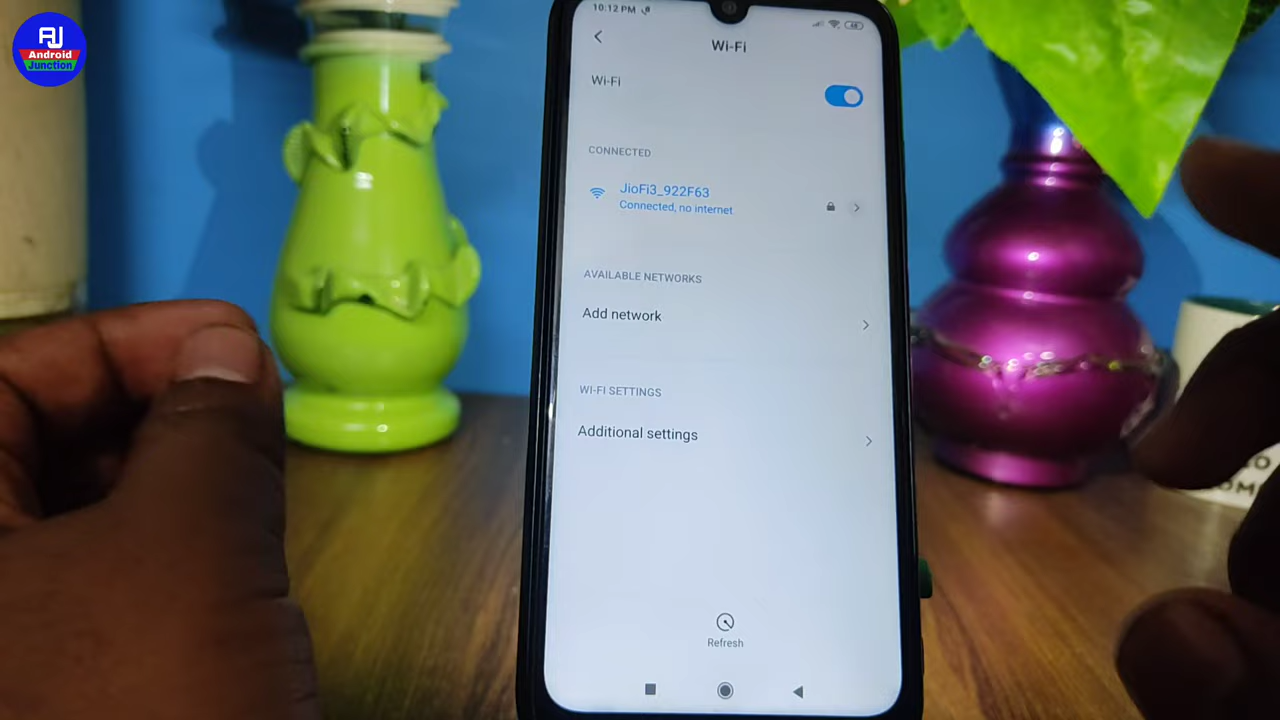 AJ
Android
Junction
10:12 PM
Wi-Fi
Wi-Fi
CONNECTED
JioFi3_922F63
Connected, no internet
AVAILABLE NETWORKS
Add network
WI-FI SETTINGS
Additional settings
Refresh